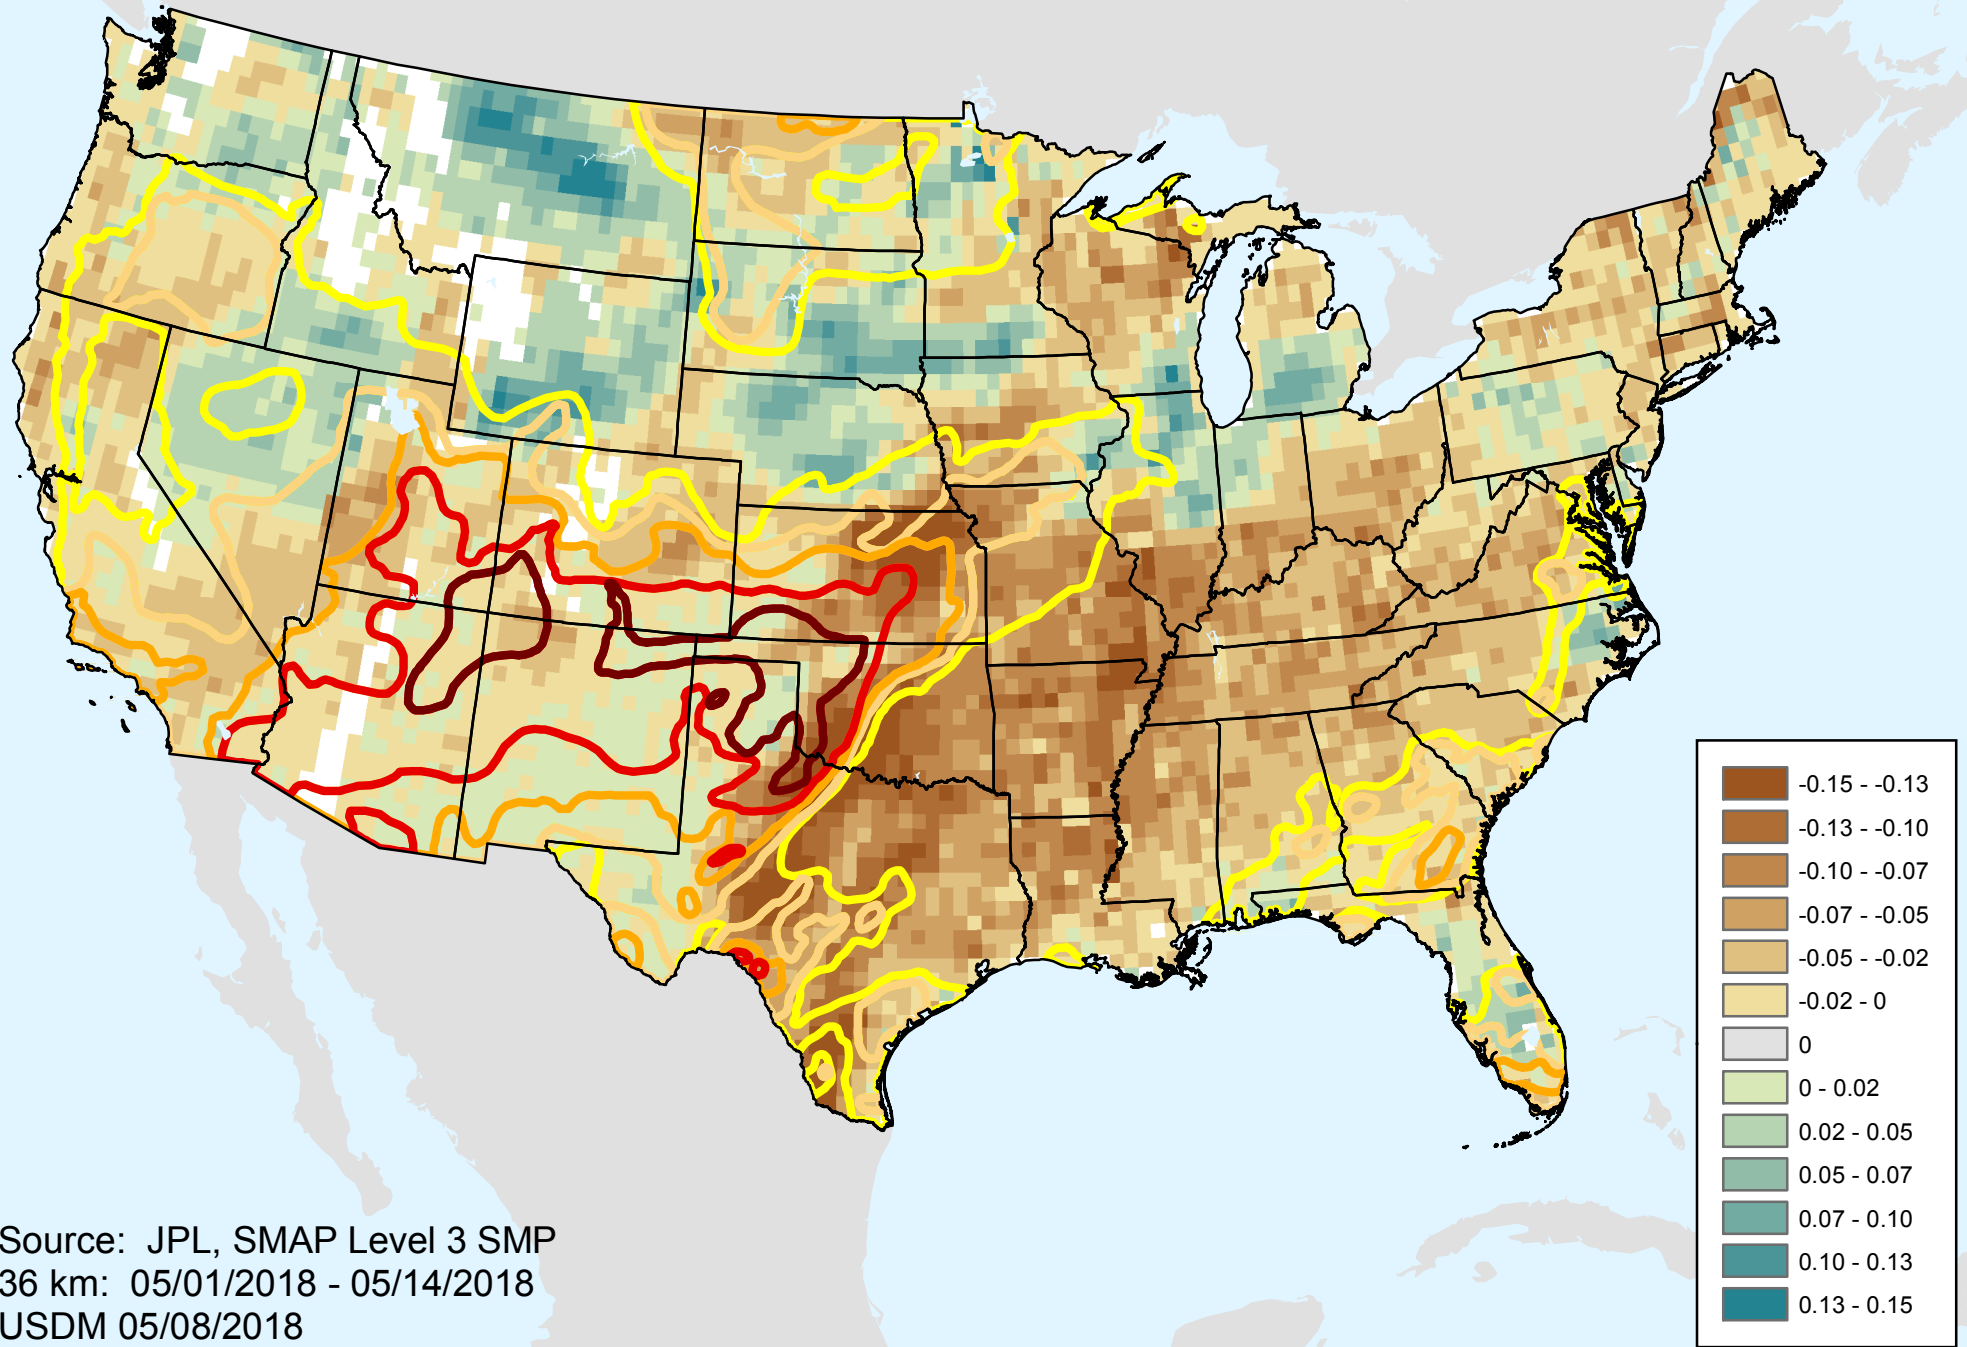 -0.15 - -0.13
-0.13 - -0.10
-0.10 - -0.07
-0.07 - -0.05
-0.05 - -0.02
-0.02 - 0
0
0 - 0.02
0.02 - 0.05
0.05 - 0.07
0.07 - 0.10
0.10 - 0.13
0.13 - 0.15
Source: JPL, SMAP Level 3 SMP
36 km: 05/01/2018 - 05/14/2018
USDM 05/08/2018